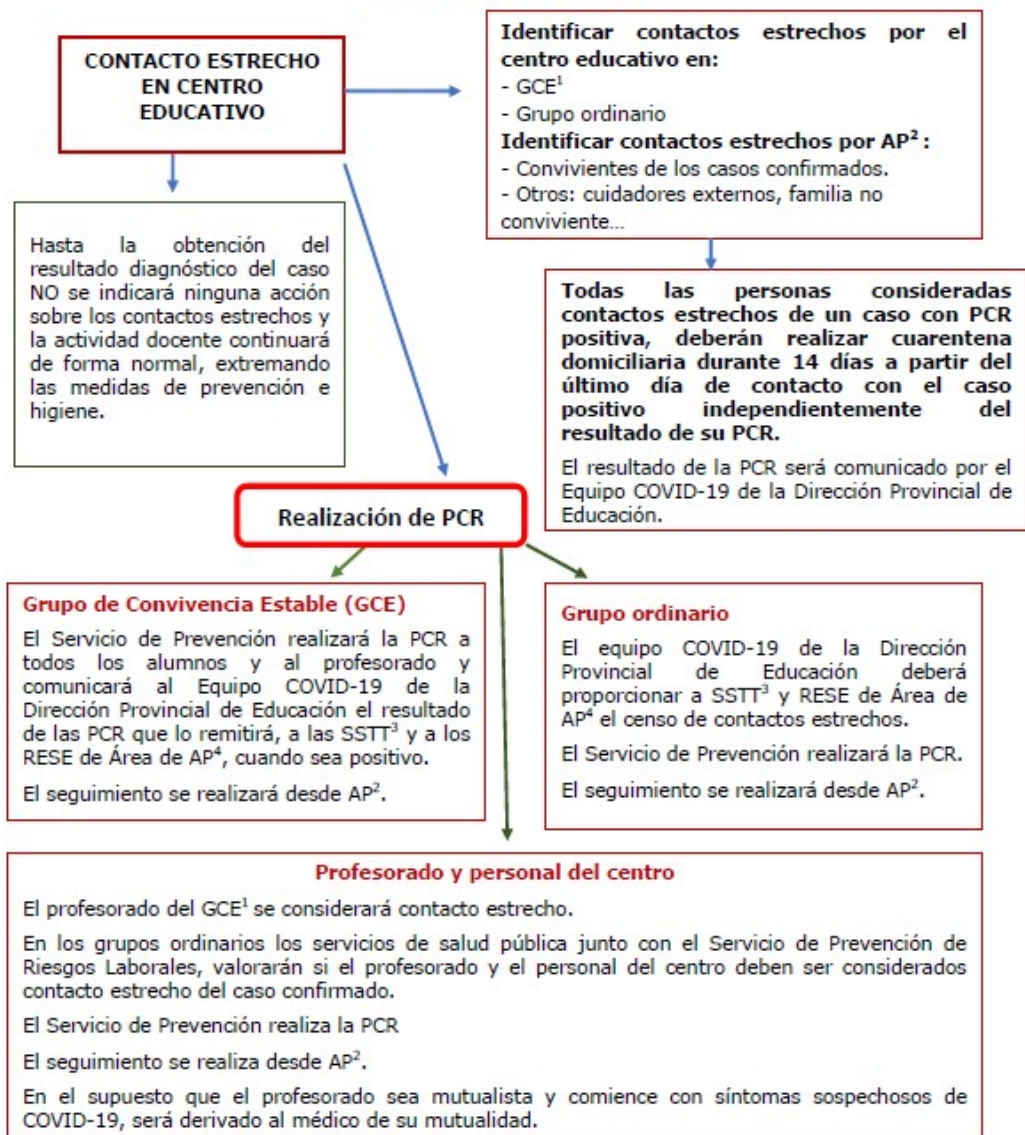 CONTACTO ESTRECHO
EN CENTRO
EDUCATIVO
Identificar contactos estrechos por el
centro educativo en:
- GCE¹
- Grupo ordinario
Identificar contactos estrechos por AP² :
- Convivientes de los casos confirmados.
- Otros: cuidadores externos, familia no
conviviente…
Hasta la obtención del
resultado diagnóstico del caso
NO se indicará ninguna acción
sobre los contactos estrechos y
la actividad docente continuará
de forma normal, extremando
las medidas de prevención e
higiene.
Todas las personas consideradas
contactos estrechos de un caso con PCR
positiva, deberán realizar cuarentena
domiciliaria durante 14 días a partir del
último día de contacto con el caso
positivo independientemente del
resultado de su PCR.
El resultado de la PCR será comunicado por el
Equipo COVID-19 de la Dirección Provincial de
Educación.
Realización de PCR
Grupo de Convivencia Estable (GCE)
El Servicio de Prevención realizará la PCR a
todos los alumnos y al profesorado y
comunicará al Equipo COVID-19 de la
Dirección Provincial de Educación el resultado
de las PCR que lo remitirá, a las SSTT³ y a los
RESE de Área de AP⁴, cuando sea positivo.
El seguimiento se realizará desde AP².
Grupo ordinario
El equipo COVID-19 de la Dirección
Provincial de Educación deberá
proporcionar a SSTT³ y RESE de Área de
AP⁴ el censo de contactos estrechos.
El Servicio de Prevención realizará la PCR.
El seguimiento se realizará desde AP².
Profesorado y personal del centro
El profesorado del GCE¹ se considerará contacto estrecho.
En los grupos ordinarios los servicios de salud pública junto con el Servicio de Prevención de
Riesgos Laborales, valorarán si el profesorado y el personal del centro deben ser considerados
contacto estrecho del caso confirmado.
El Servicio de Prevención realiza la PCR
El seguimiento se realiza desde AP².
En el supuesto que el profesorado sea mutualista y comience con síntomas sospechosos de
COVID-19, será derivado al médico de su mutualidad.